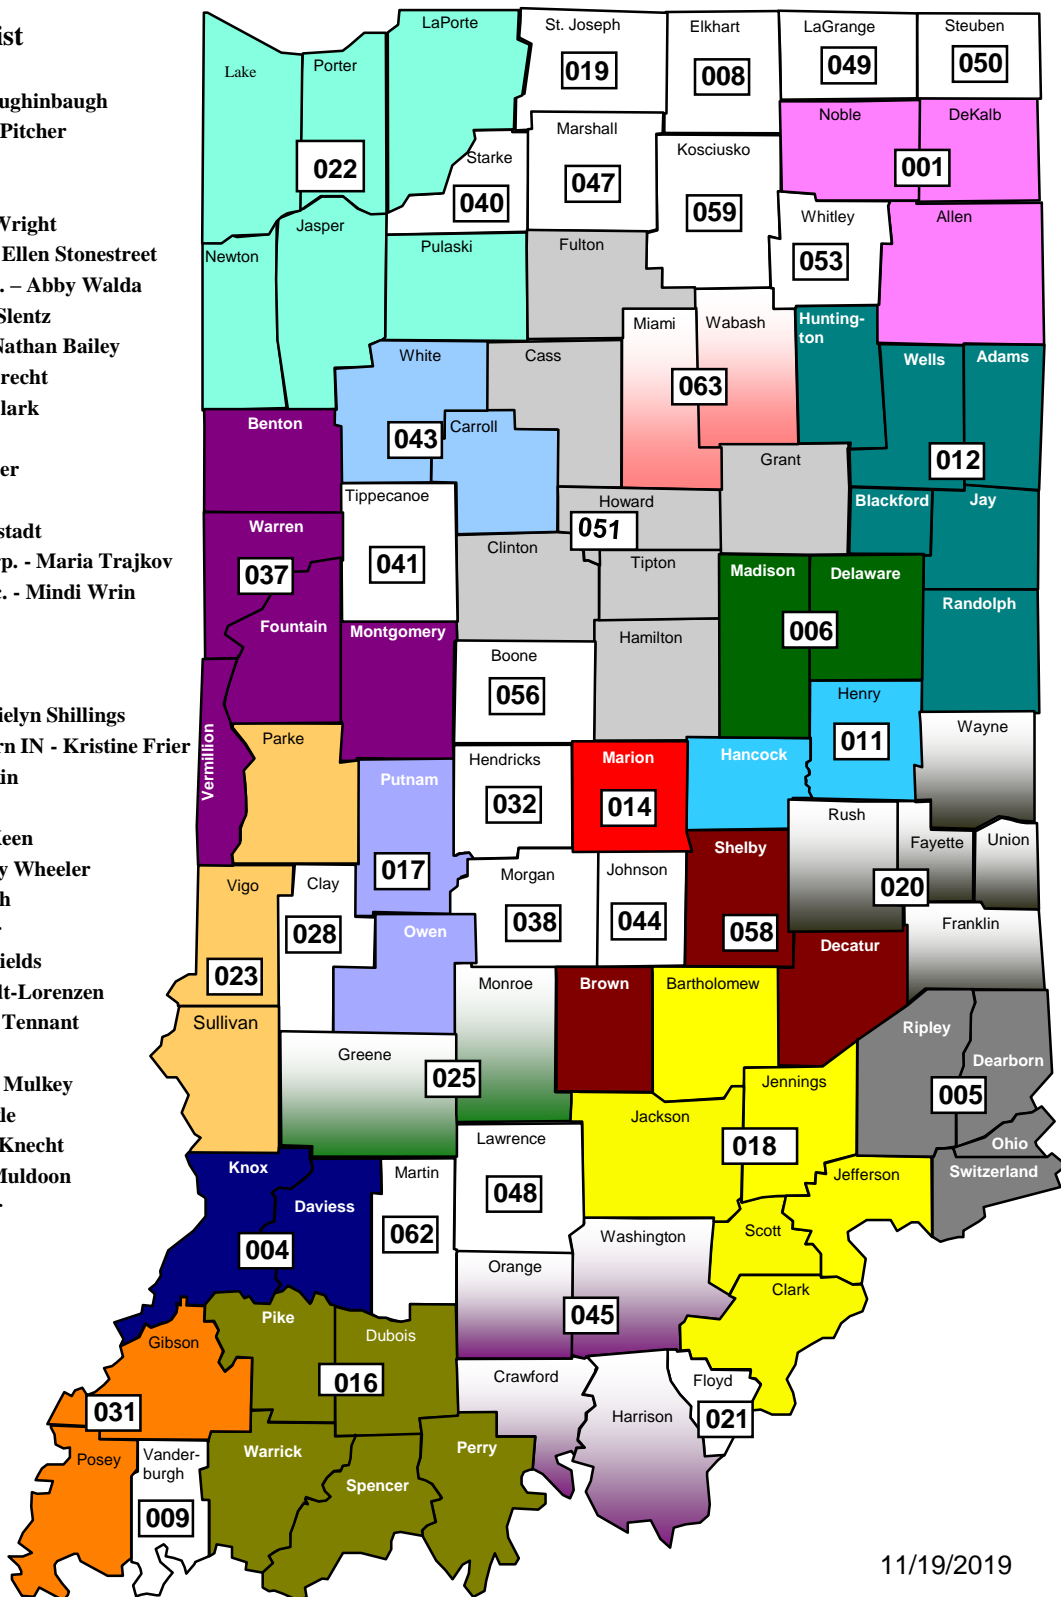 ist
ughinbaugh
Pitcher
Wright
Ellen Stonestreet
. – Abby Walda
Slentz
Nathan Bailey
recht
lark
er
stadt
rp. - Maria Trajkov
c. - Mindi Wrin
ielyn Shillings
rn IN - Kristine Frier
in
Keen
y Wheeler
h
ields
lt-Lorenzen
Tennant
Mulkey
le
Knecht
Muldoon
LaPorte
St. Joseph
Elkhart
LaGrange
Steuben
Lake
Porter
019
008
049
050
Noble
DeKalb
Marshall
Starke
Kosciusko
022
047
001
040
059
Whitley
Allen
Jasper
Newton
Pulaski
Fulton
053
Miami
Wabash
Hunting-
ton
White
Cass
Wells
Adams
063
Benton
043
Carroll
Grant
012
Tippecanoe
Howard
Blackford
Jay
Warren
051
Clinton
041
Tipton
037
Madison
Delaware
Randolph
Fountain
Montgomery
Hamilton
006
Boone
056
Henry
Wayne
Vermillion
Parke
Hendricks
Marion
Hancock
011
Putnam
032
014
Rush
Fayette
Union
Shelby
017
Morgan
Johnson
Vigo
Clay
020
038
044
028
Owen
058
Decatur
Franklin
023
Monroe
Brown
Bartholomew
Sullivan
Ripley
Greene
Dearborn
025
Jennings
005
Jackson
Lawrence
018
Ohio
Knox
Martin
Jefferson
Switzerland
048
Daviess
062
Scott
Washington
004
Orange
Clark
Pike
045
Gibson
Dubois
Crawford
Floyd
016
031
Harrison
021
Posey
Vander-
burgh
Warrick
Perry
Spencer
009
11/19/2019